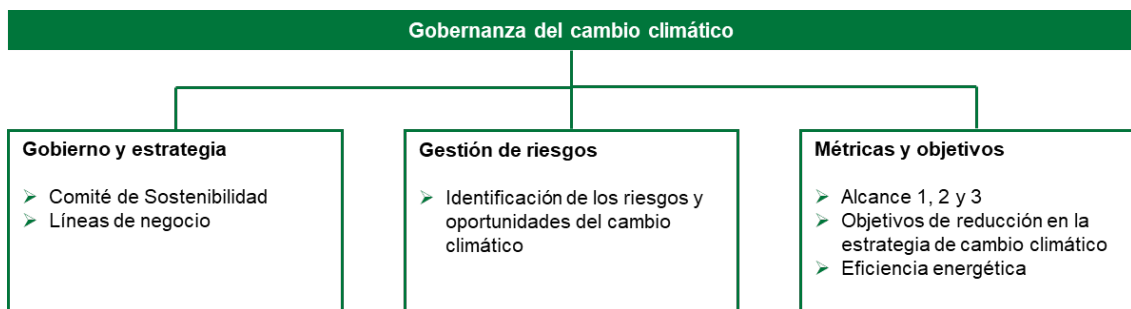 Gobernanza del cambio climático
Gobierno y estrategia
➢ Comité de Sostenibilidad
➢ Líneas de negocio
Gestión de riesgos
➢ Identificación de los riesgos y
oportunidades del cambio
climático
Métricas y objetivos
➢ Alcance 1, 2 y 3
➢ Objetivos de reducción en la
estrategia de cambio climático
➢ Eficiencia energética